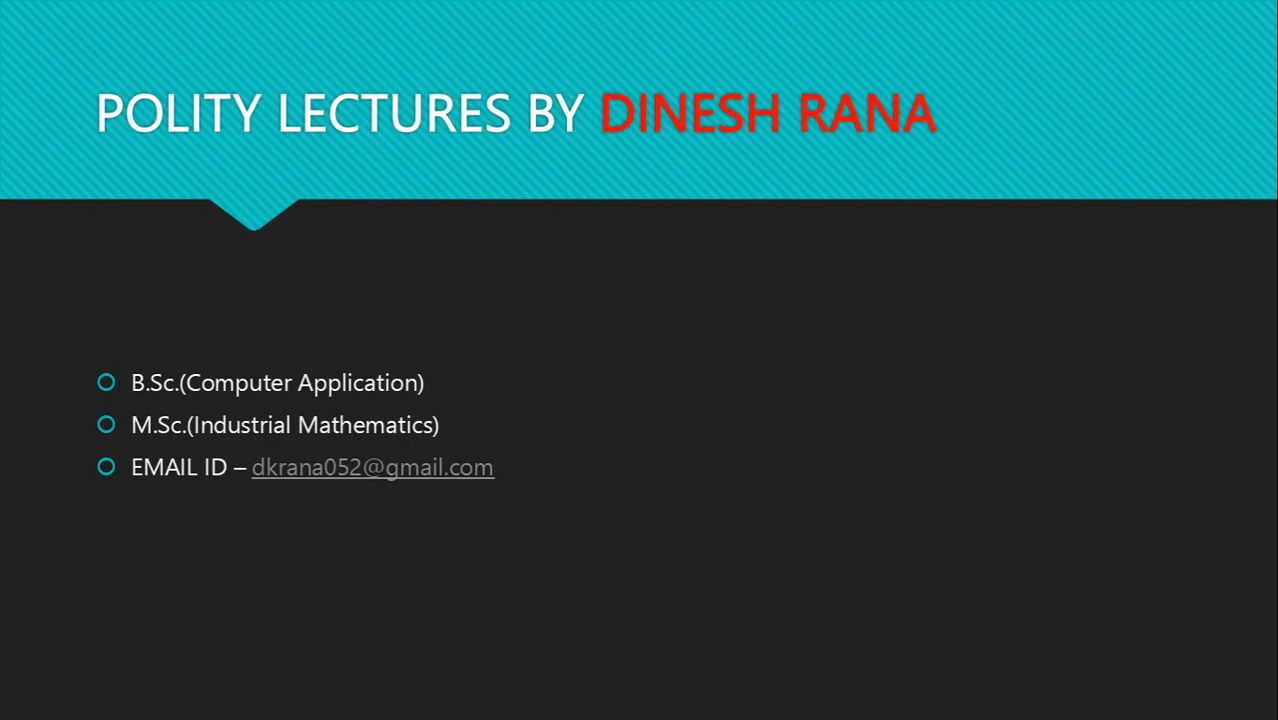 POLITY LECTURES BY DINESH RANA
B.Sc.(Computer Application)
M.Sc.(Industrial Mathematics)
EMAIL ID – dkrana052@gmail.com